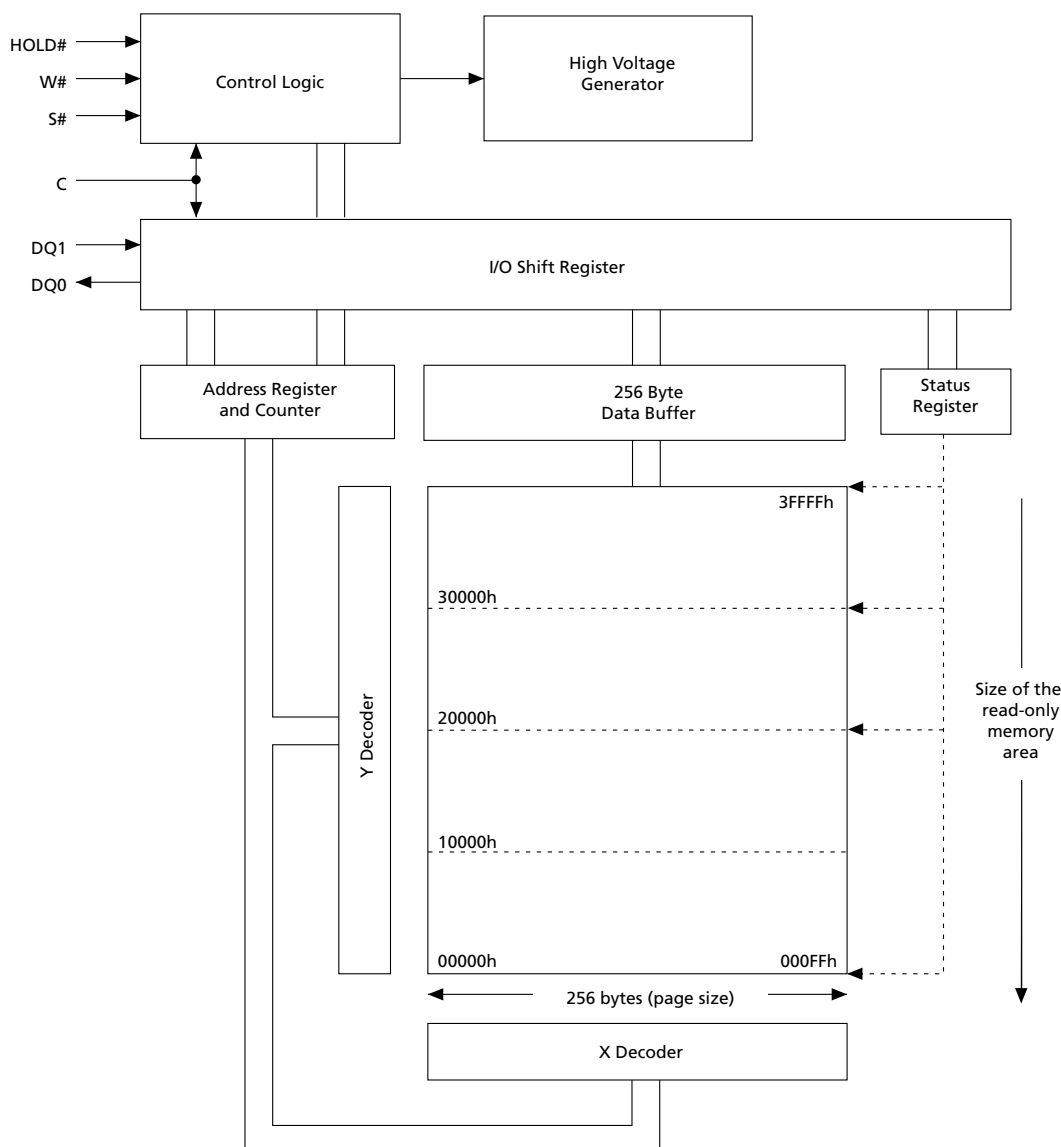 HOLD#
W#
S#
C
Control Logic
High Voltage
Generator
DQ1
DQ0
I/O Shift Register
Address Register
and Counter
256 Byte
Data Buffer
Status
Register
Y Decoder
3FFFFh
30000h
20000h
10000h
00000h
000FFh
Size of the
read-only
memory
area
256 bytes (page size)
X Decoder